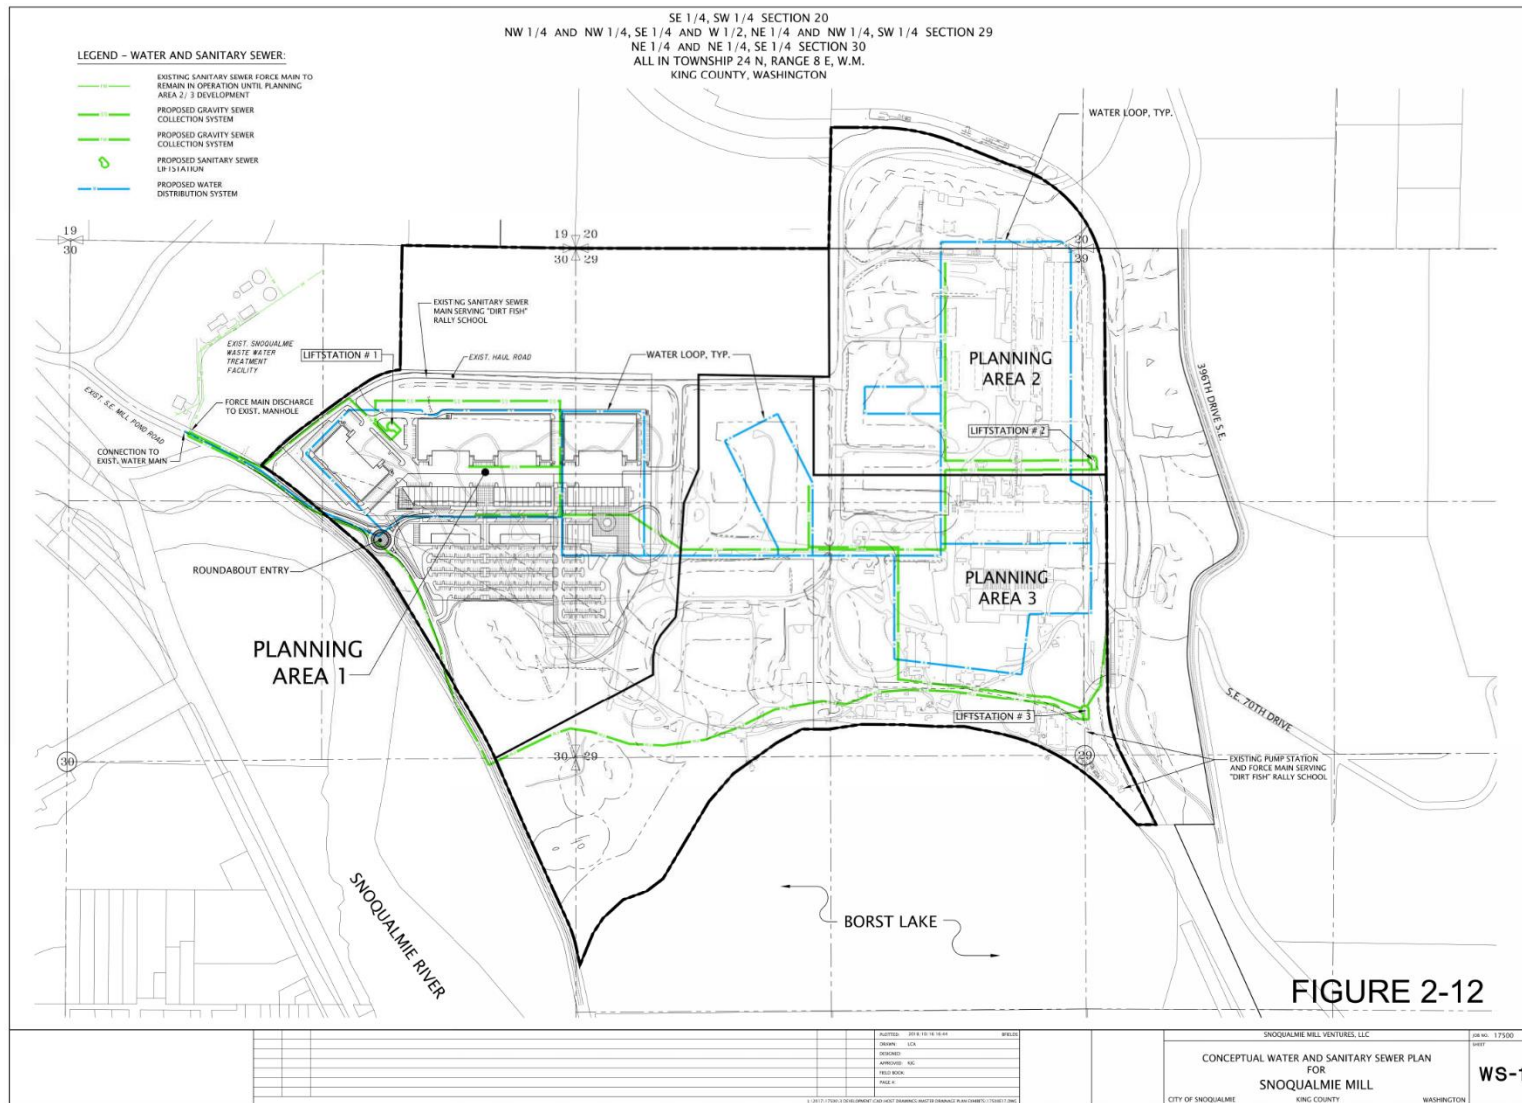 SE 1/4, SW 1/4 SECTION 20
NW 1/4 AND NW 1/4, SE 1/4 AND W 1/2, NE 1/4 AND NW 1/4, SW 1/4 SECTION 29
NE 1/4 AND NE 1/4, SE 1/4 SECTION 30
ALL IN TOWNSHIP 24 N, RANGE 8 E, W.M.
KING COUNTY, WASHINGTON
LEGEND - WATER AND SANITARY SEWER:
EXISTING SANITARY SEWER FORCE MAIN TO
REMAIN IN OPERATION UNTIL PLANNING
AREA 2/ 3 DEVELOPMENT
PROPOSED GRAVITY SEWER
COLLECTION SYSTEM
PROPOSED GRAVITY SEWER
COLLECTION SYSTEM
PROPOSED SANITARY SEWER
LIFTSTATION
PROPOSED WATER
DISTRIBUTION SYSTEM
WATER LOOP, TYP.
19
30
19 20
30 29
20
29
EXISTING SANITARY SEWER
MAIN SERVING "DIRT FISH"
RALLY SCHOOL
EXIST. SNOQUALMIE
WASTE WATER
TREATMENT
FACILITY
LIFTSTATION # 1
EXIST. HAUL ROAD
WATER LOOP, TYP.
PLANNING
AREA 2
396TH DRIVE S.E.
EXIST S.E. MILL POND ROAD
FORCE MAIN DISCHARGE
TO EXIST. MANHOLE
CONNECTION TO
EXIST. WATER MAIN
LIFTSTATION # 2
ROUNDABOUT ENTRY
PLANNING
AREA 3
PLANNING
AREA 1
S.E. 70TH DRIVE
LIFTSTATION # 3
30
30 29
29
EXISTING PUMP STATION
AND FORCE MAIN SERVING
"DIRT FISH" RALLY SCHOOL
SNOQUALMIE RIVER
BORST LAKE
FIGURE 2-12
PLOTTED:
DRAWN: LCA
DESIGNED:
APPROVED:
FIELD BOOK:
PAGE #:
SNOQUALMIE MILL VENTURES, LLC
JOB NO. 17500
SHEET
CONCEPTUAL WATER AND SANITARY SEWER PLAN
FOR
SNOQUALMIE MILL
WS-1
CITY OF SNOQUALMIE KING COUNTY WASHINGTON